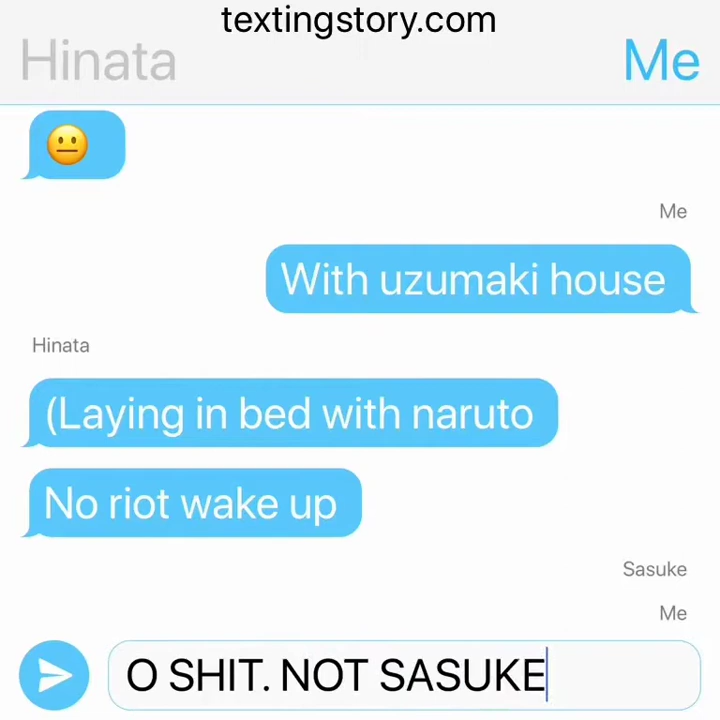 textingstory.com
Hinata Me
😐
Me
With uzumaki house
Hinata
(Laying in bed with naruto
No riot wake up
Sasuke
Me
O SHIT. NOT SASUKE